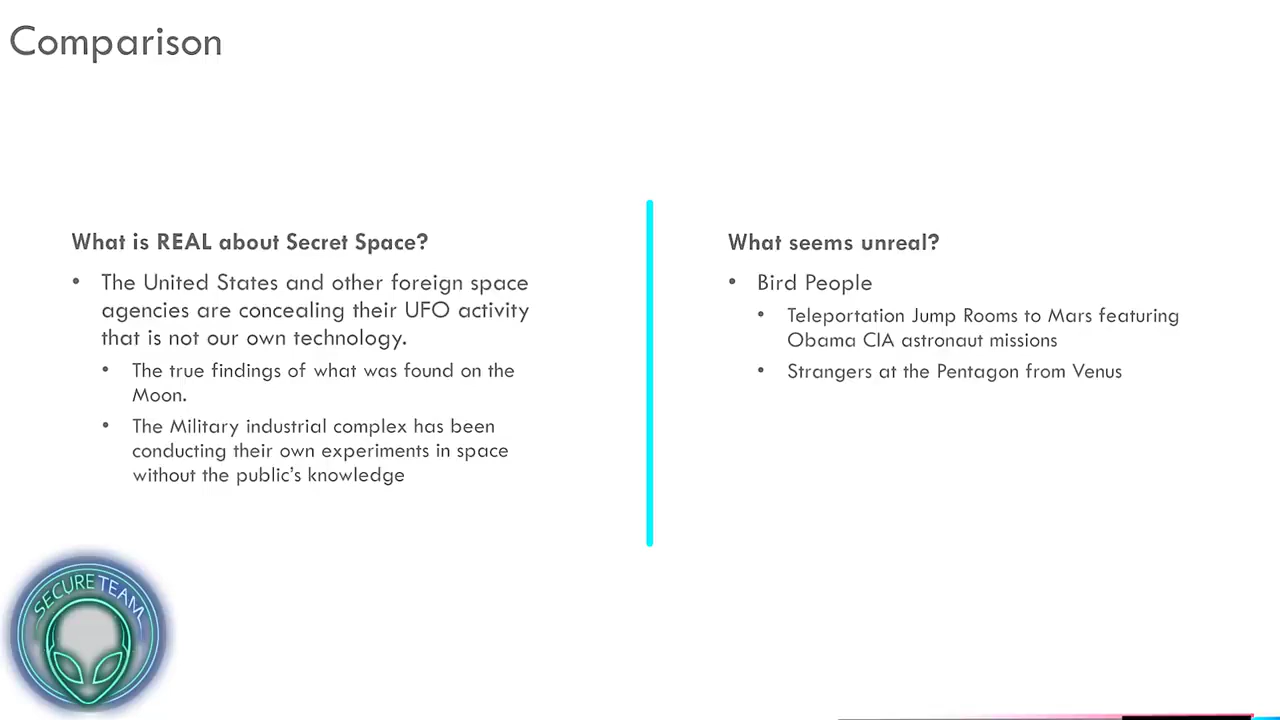 Comparison
What is REAL about Secret Space?
• The United States and other foreign space
agencies are concealing their UFO activity
that is not our own technology.
• The true findings of what was found on the
Moon.
• The Military industrial complex has been
conducting their own experiments in space
without the public's knowledge
What seems unreal?
• Bird People
• Teleportation Jump Rooms to Mars featuring
Obama CIA astronaut missions
• Strangers at the Pentagon from Venus
SECURETEAM